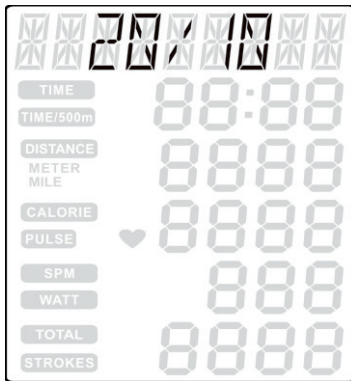 20/10
TIME
TIME/500m
DISTANCE
METER
MILE
CALORIE
PULSE
SPM
WATT
TOTAL
STROKES